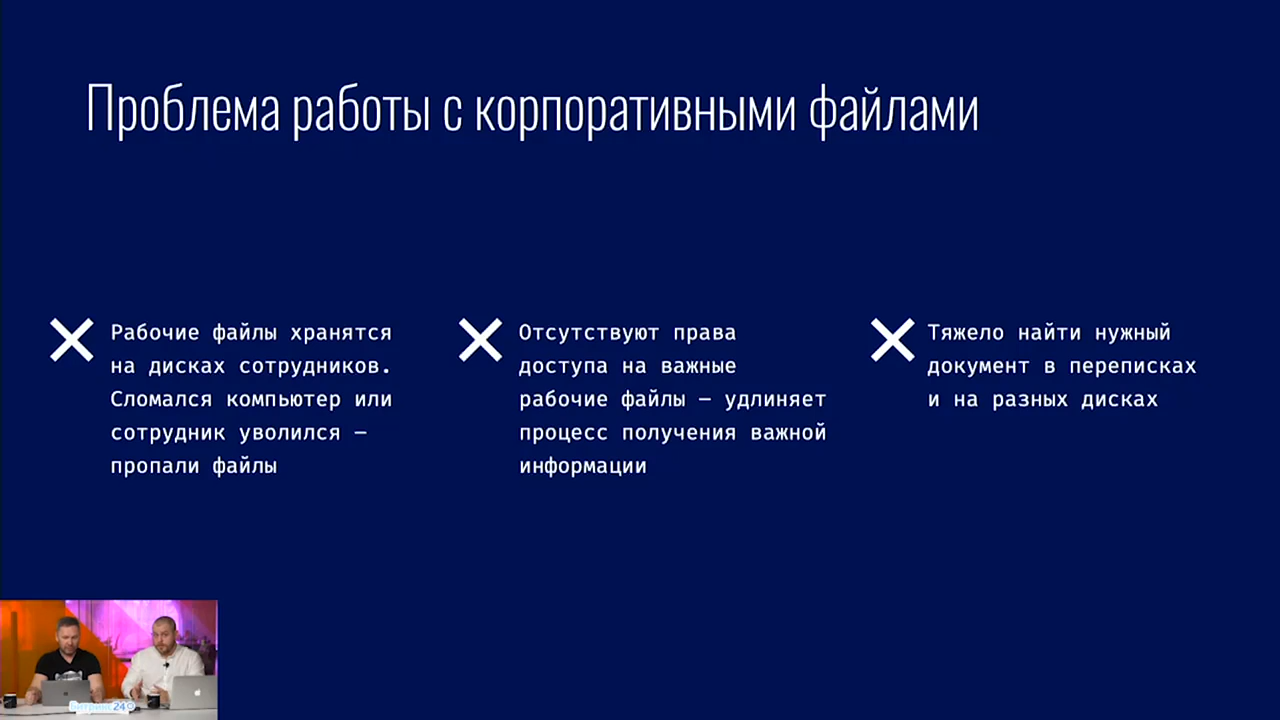 Проблема работы с корпоративными файлами
Рабочие файлы хранятся
на дисках сотрудников.
Сломался компьютер или
сотрудник уволился –
пропали файлы
Отсутствуют права
доступа на важные
рабочие файлы – удлиняет
процесс получения важной
информации
Тяжело найти нужный
документ в переписках
и на разных дисках
Битрикс24